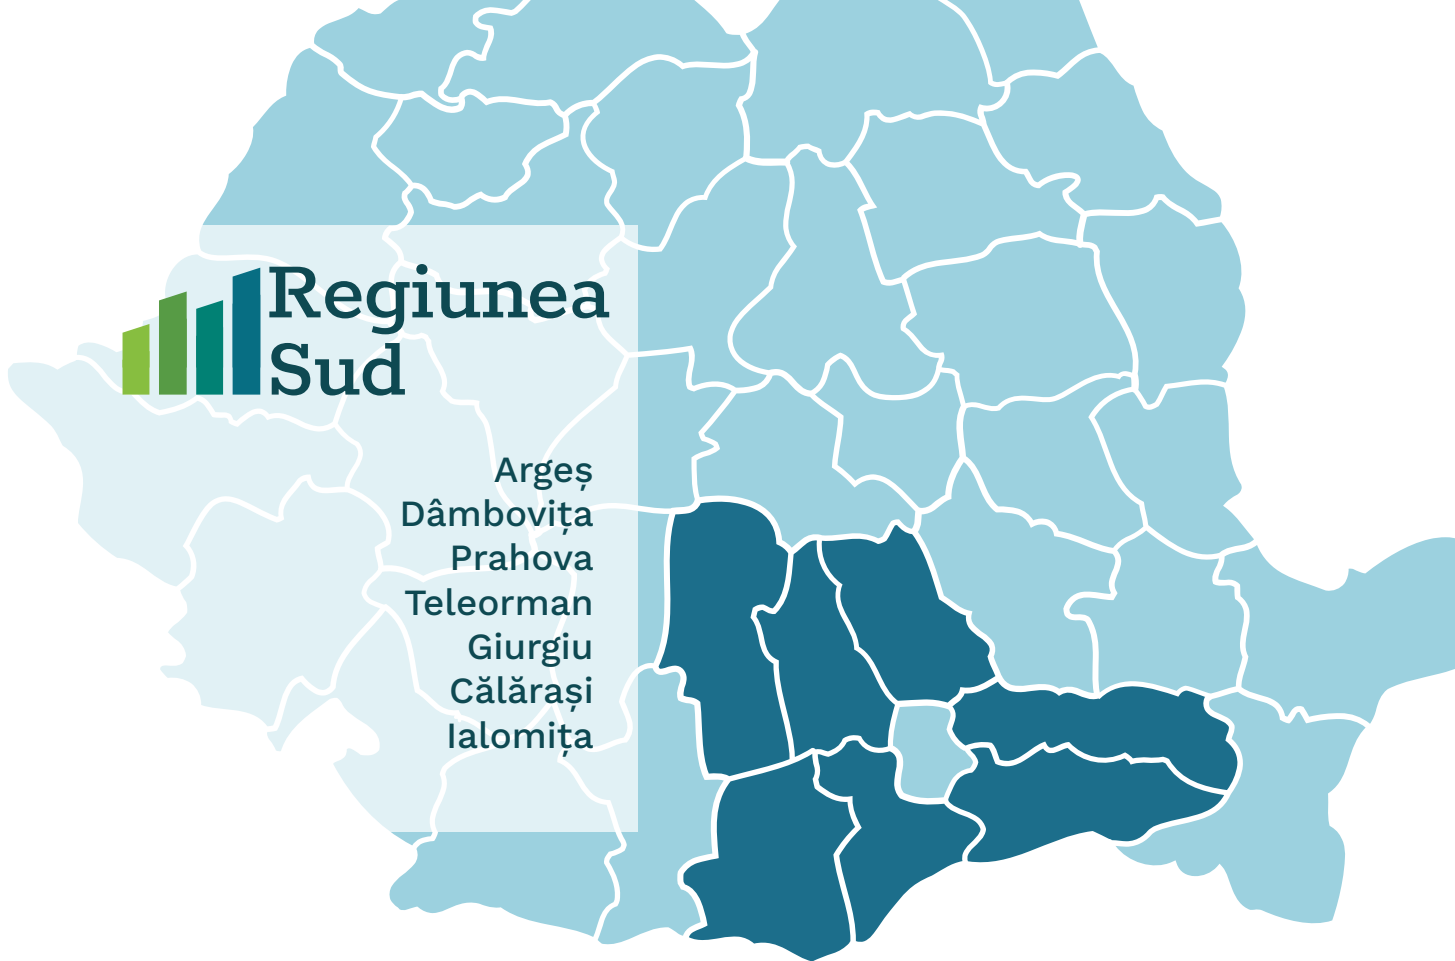 Regiunea
Sud
Argeș
Dâmbovița
Prahova
Teleorman
Giurgiu
Călărași
Ialomița